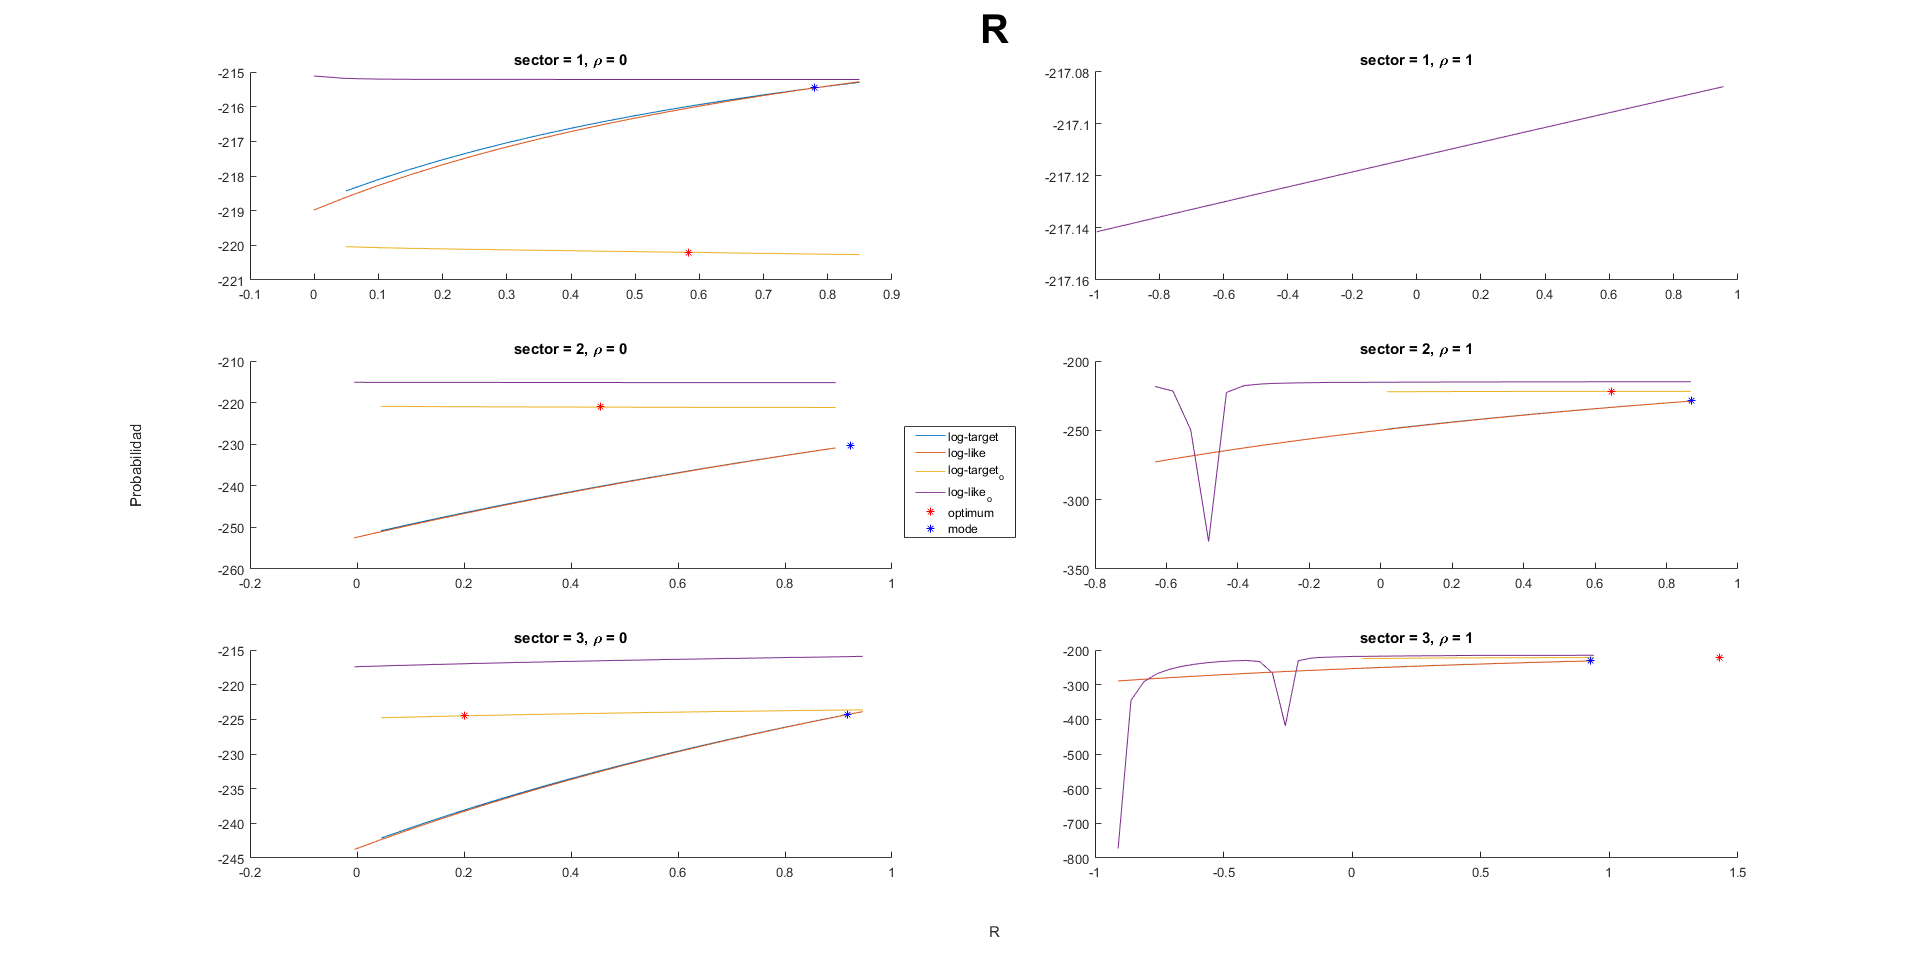 R
sector = 1, ρ = 0
-215
-216
-217
-218
-219
-220
-221
-0.1 0 0.1 0.2 0.3 0.4 0.5 0.6 0.7 0.8 0.9
sector = 1, ρ = 1
-217.08
-217.1
-217.12
-217.14
-217.16
-1 -0.8 -0.6 -0.4 -0.2 0 0.2 0.4 0.6 0.8 1
sector = 2, ρ = 0
-210
-220
-230
-240
-250
-260
-0.2 0 0.2 0.4 0.6 0.8 1
Probabilidad
log-target
log-like
log-target_o
log-like_o
optimum
mode
sector = 2, ρ = 1
-200
-250
-300
-350
-0.8 -0.6 -0.4 -0.2 0 0.2 0.4 0.6 0.8 1
sector = 3, ρ = 0
-215
-220
-225
-230
-235
-240
-245
-0.2 0 0.2 0.4 0.6 0.8 1
sector = 3, ρ = 1
-200
-300
-400
-500
-600
-700
-800
-1 -0.5 0 0.5 1 1.5
R